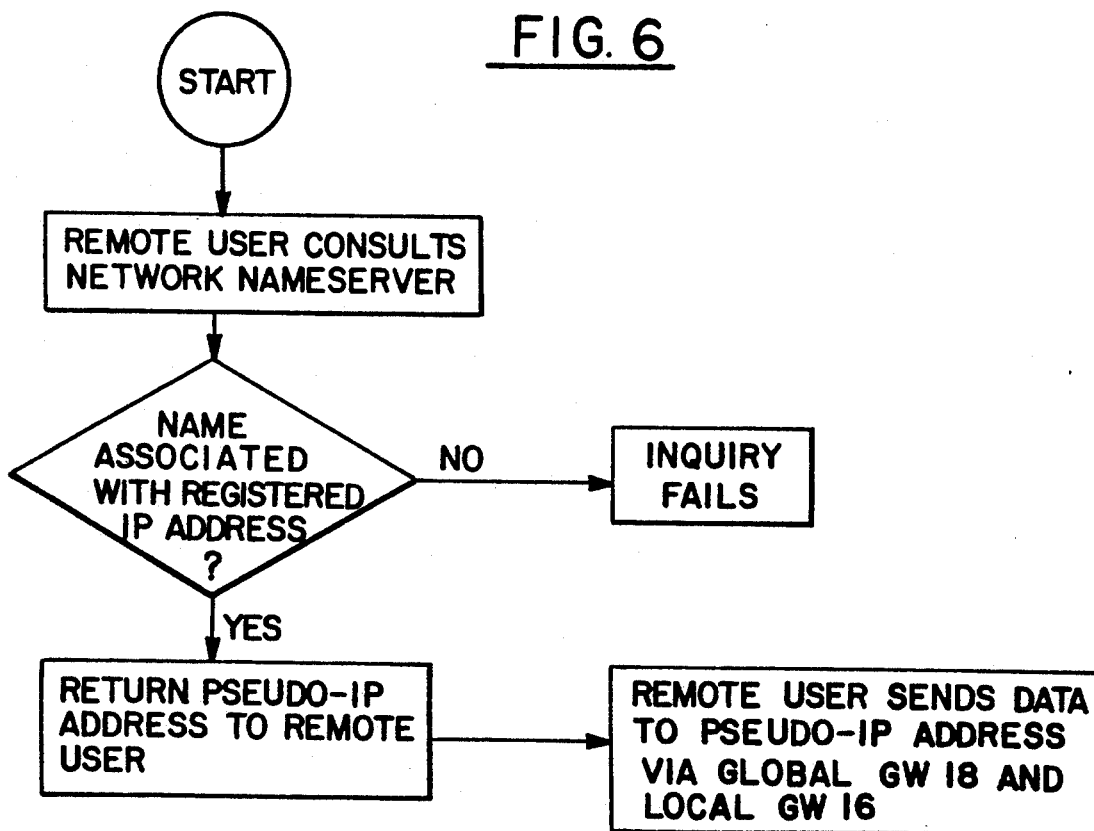 FIG. 6
START
REMOTE USER CONSULTS
NETWORK NAMESERVER
NAME
ASSOCIATED
WITH REGISTERED
IP ADDRESS
?
NO
INQUIRY
FAILS
YES
RETURN PSEUDO-IP
ADDRESS TO REMOTE
USER
REMOTE USER SENDS DATA
TO PSEUDO-IP ADDRESS
VIA GLOBAL GW 18 AND
LOCAL GW 16